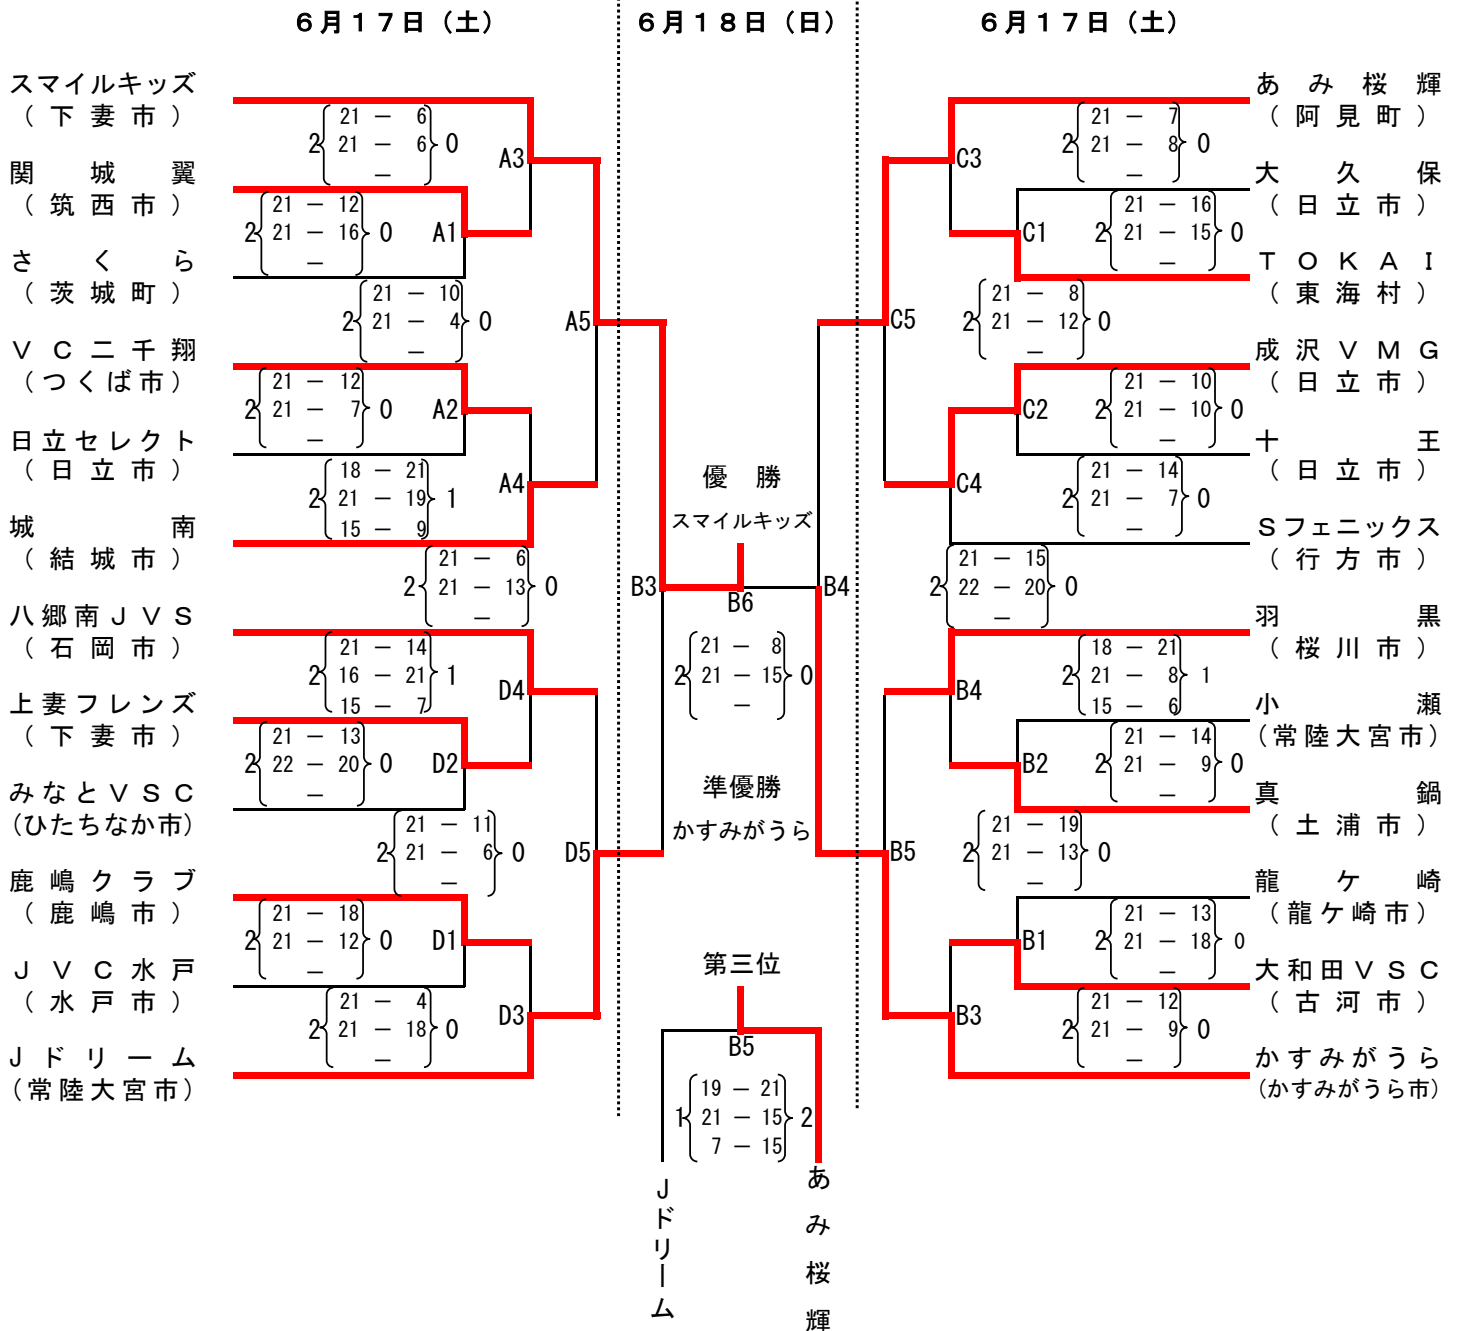 6月17日（土）
6月18日（日）
6月17日（土）
スマイルキッズ
（下妻市）
関城翼
（筑西市）
さくら
（茨城町）
ＶＣ二千翔
（つくば市）
日立セレクト
（日立市）
城南
（結城市）
八郷南ＪＶＳ
（石岡市）
上妻フレンズ
（下妻市）
みなとＶＳＣ
（ひたちなか市）
鹿嶋クラブ
（鹿嶋市）
ＪＶＣ水戸
（水戸市）
Ｊドリーム
（常陸大宮市）
21 － 6
2 21 － 6 0
－
A3
21 － 12
2 21 － 16 0
－
A1
21 － 10
2 21 － 4 0
－
A5
21 － 12
2 21 － 7 0
－
A2
18 － 21
2 21 － 19 1
15 － 9
A4
21 － 6
2 21 － 13 0
－
B3
21 － 14
2 16 － 21 1
15 － 7
D4
21 － 13
2 22 － 20 0
－
D2
21 － 11
2 21 － 6 0
－
D5
21 － 18
2 21 － 12 0
－
D1
21 － 4
2 21 － 18 0
－
D3
優勝
スマイルキッズ
B6
21 － 8
2 21 － 15 0
－
準優勝
かすみがうら
第三位
B5
19 － 21
1 21 － 15 2
7 － 15
Ｊドリーム
あみ桜輝
C3
21 － 7
2 21 － 8 0
－
C1
21 － 16
2 21 － 15 0
－
C5
21 － 8
2 21 － 12 0
－
C2
21 － 10
2 21 － 10 0
－
C4
21 － 14
2 21 － 7 0
－
B4
21 － 15
2 22 － 20 0
－
B4
18 － 21
2 21 － 8 1
15 － 6
B2
21 － 14
2 21 － 9 0
－
B5
21 － 19
2 21 － 13 0
－
B1
21 － 13
2 21 － 18 0
－
B3
21 － 12
2 21 － 9 0
－
あみ桜輝
（阿見町）
大久保
（日立市）
ＴＯＫＡＩ
（東海村）
成沢ＶＭＧ
（日立市）
十王
（日立市）
Ｓフェニックス
（行方市）
羽黒
（桜川市）
小瀬
（常陸大宮市）
真鍋
（土浦市）
龍ケ崎
（龍ケ崎市）
大和田ＶＳＣ
（古河市）
かすみがうら
（かすみがうら市）